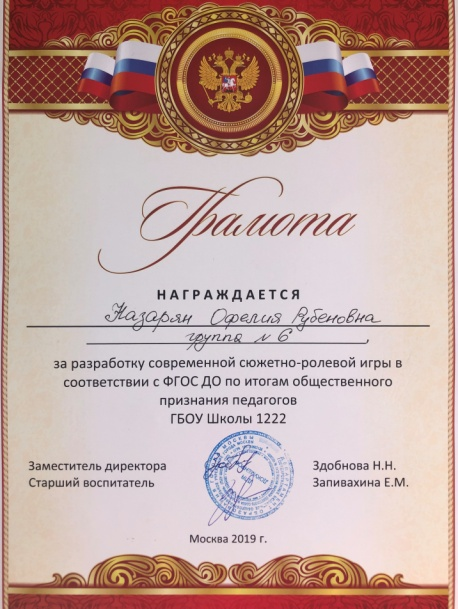 Грамота
НАГРАЖДАЕТСЯ
Назарян Офелия Рубеновна
группа № 6,
за разработку современной сюжетно-ролевой игры в
соответствии с ФГОС ДО по итогам общественного
признания педагогов
ГБОУ Школы 1222
Заместитель директора Здобнова Н.Н.
Старший воспитатель Запивахина Е.М.
Москва 2019 г.